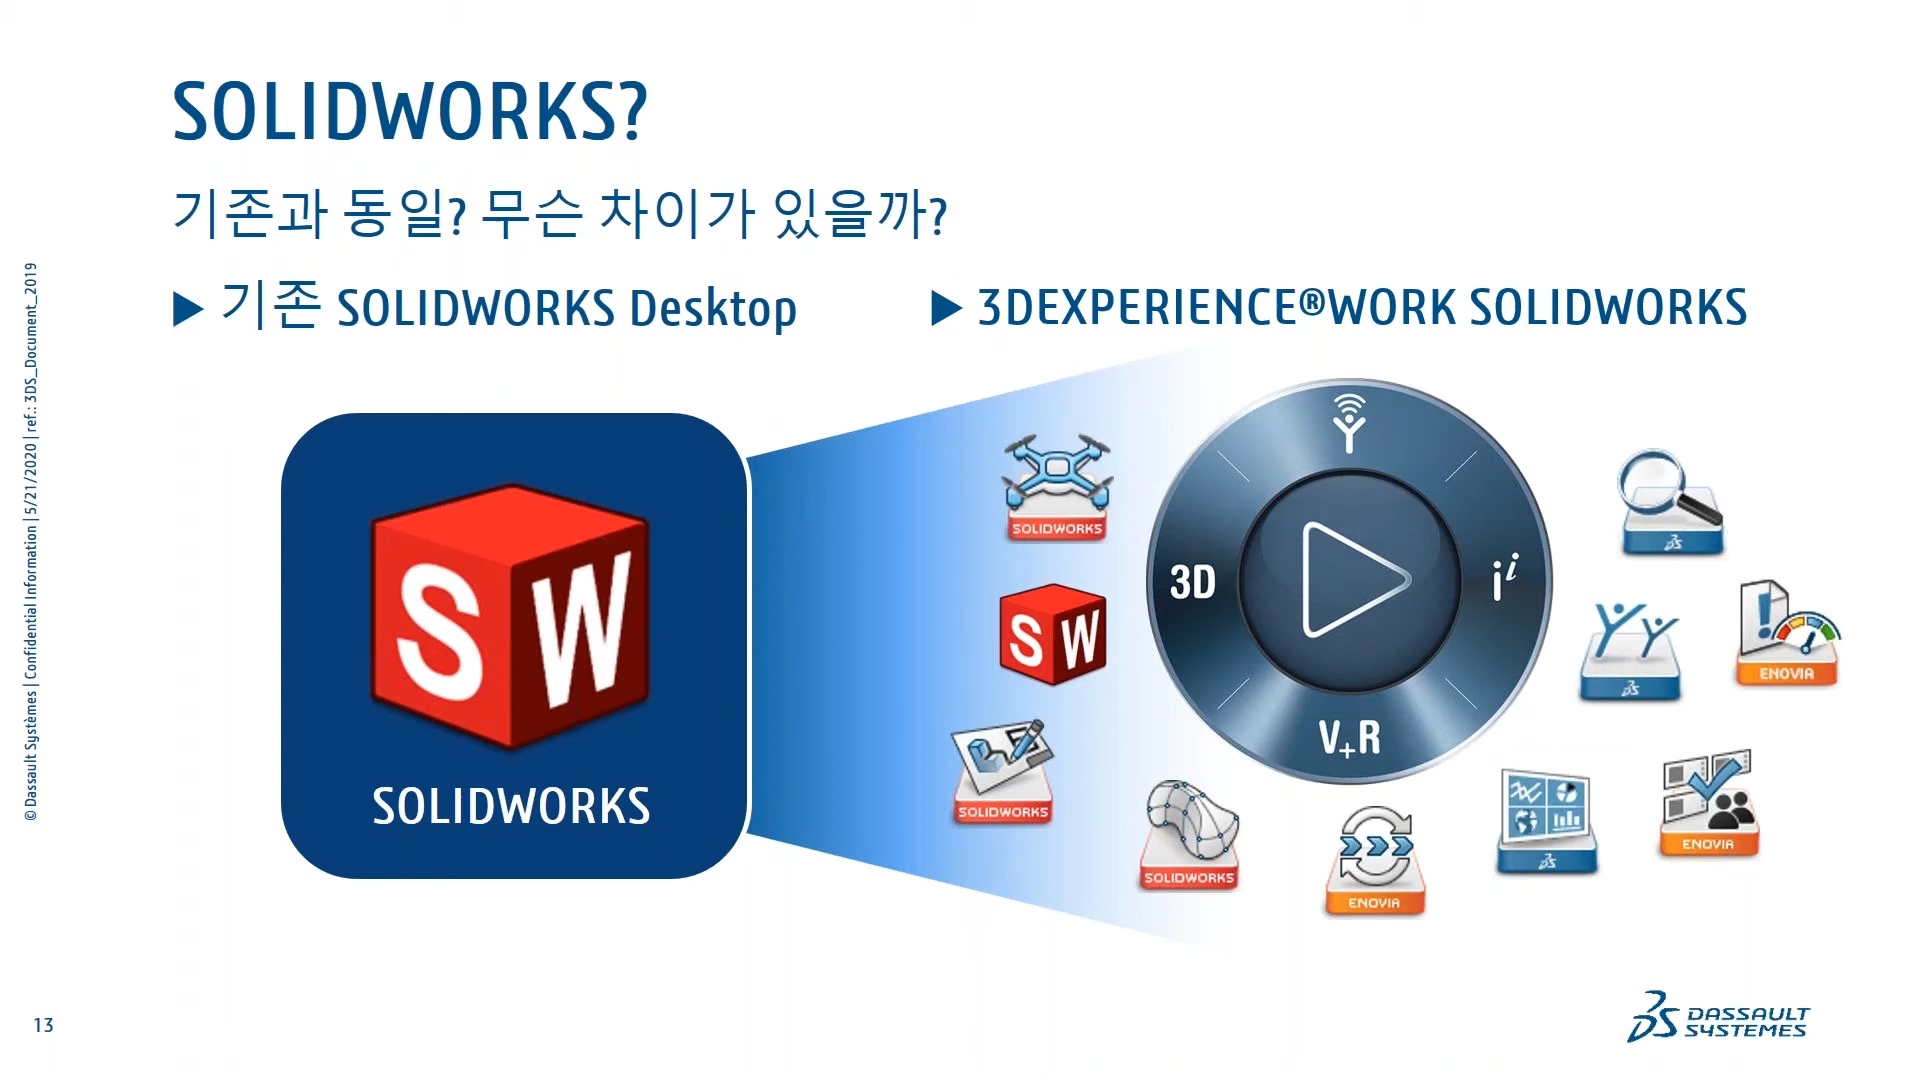 SOLIDWORKS?
기존과 동일? 무슨 차이가 있을까?
▶ 기존 SOLIDWORKS Desktop
▶ 3DEXPERIENCE®WORK SOLIDWORKS
SW
SOLIDWORKS
SOLIDWORKS
SW
SOLIDWORKS
SOLIDWORKS
3D
i i
V+R
ENOVIA
ENOVIA
ENOVIA
© Dassault Systèmes | Confidential Information | 5/21/2020 | ref.: 3DS_Document_2019
13
DASSAULT
SYSTEMES